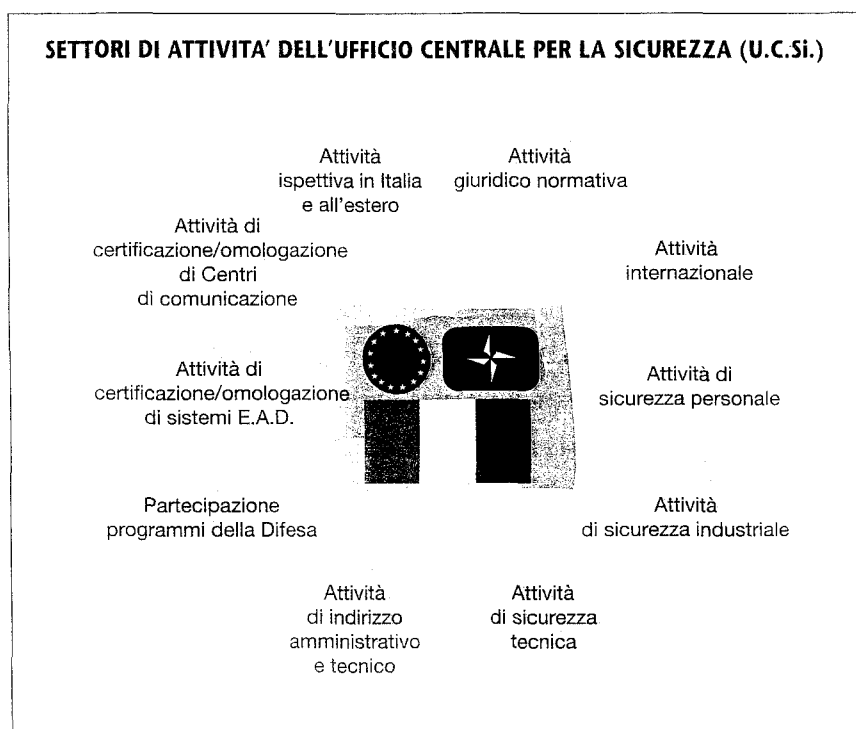 SETTORI DI ATTIVITA' DELL'UFFICIO CENTRALE PER LA SICUREZZA (U.C.Si.)
Attività
ispettiva in Italia
e all'estero
Attività
giuridico normativa
Attività di
certificazione/omologazione
di Centri
di comunicazione
Attività
internazionale
Attività di
certificazione/omologazione
di sistemi E.A.D.
Attività di
sicurezza personale
Partecipazione
programmi della Difesa
Attività
di sicurezza industriale
Attività
di indirizzo
amministrativo
e tecnico
Attività
di sicurezza
tecnica